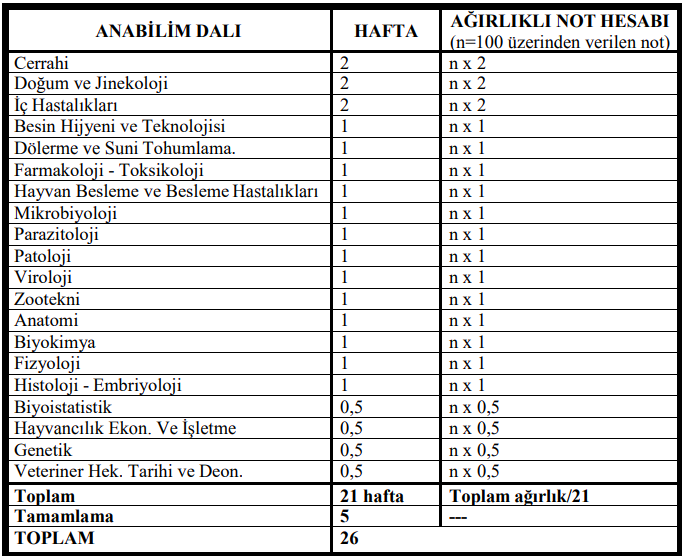 ANABİLİM DALI HAFTA AĞIRLIKLI NOT HESABI
(n=100 üzerinden verilen not)
Cerrahi 2 n x 2
Doğum ve Jinekoloji 2 n x 2
İç Hastalıkları 2 n x 2
Besin Hijyeni ve Teknolojisi 1 n x 1
Dölerme ve Suni Tohumlama. 1 n x 1
Farmakoloji - Toksikoloji 1 n x 1
Hayvan Besleme ve Besleme Hastalıkları 1 n x 1
Mikrobiyoloji 1 n x 1
Parazitoloji 1 n x 1
Patoloji 1 n x 1
Viroloji 1 n x 1
Zootekni 1 n x 1
Anatomi 1 n x 1
Biyokimya 1 n x 1
Fizyoloji 1 n x 1
Histoloji - Embriyoloji 1 n x 1
Biyoistatistik 0,5 n x 0,5
Hayvancılık Ekon. Ve İşletme 0,5 n x 0,5
Genetik 0,5 n x 0,5
Veteriner Hek. Tarihi ve Deon. 0,5 n x 0,5
Toplam 21 hafta Toplam ağırlık/21
Tamamlama 5 ---
TOPLAM 26